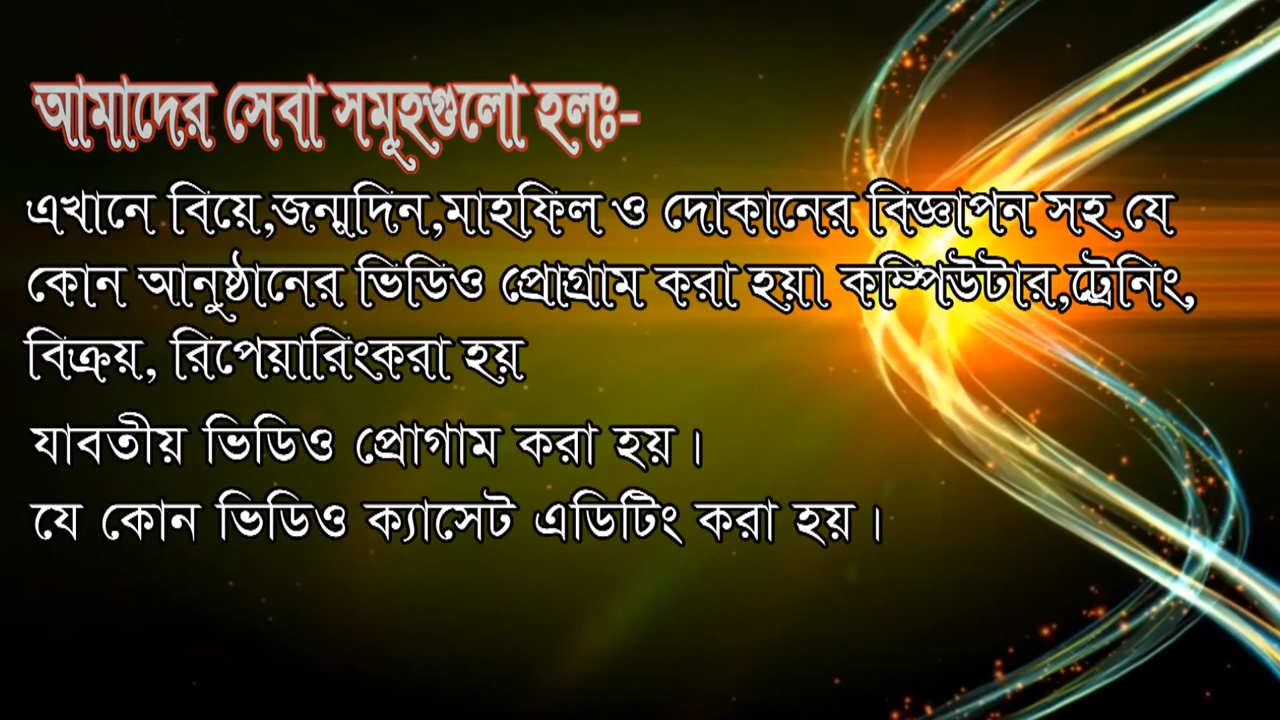 আমাদের সেবা সমূহগুলো হলঃ-
এখানে বিয়ে,জন্মদিন,মাহফিল ও দোকানের বিজ্ঞাপন সহ যে
কোন আনুষ্ঠানের ভিডিও প্রোগ্রাম করা হয়৷ কম্পিউটার,ট্রেনিং,
বিক্রয়, রিপেয়ারিংকরা হয়
যাবতীয় ভিডিও প্রোগাম করা হয় ।
যে কোন ভিডিও ক্যাসেট এডিটিং করা হয় ।